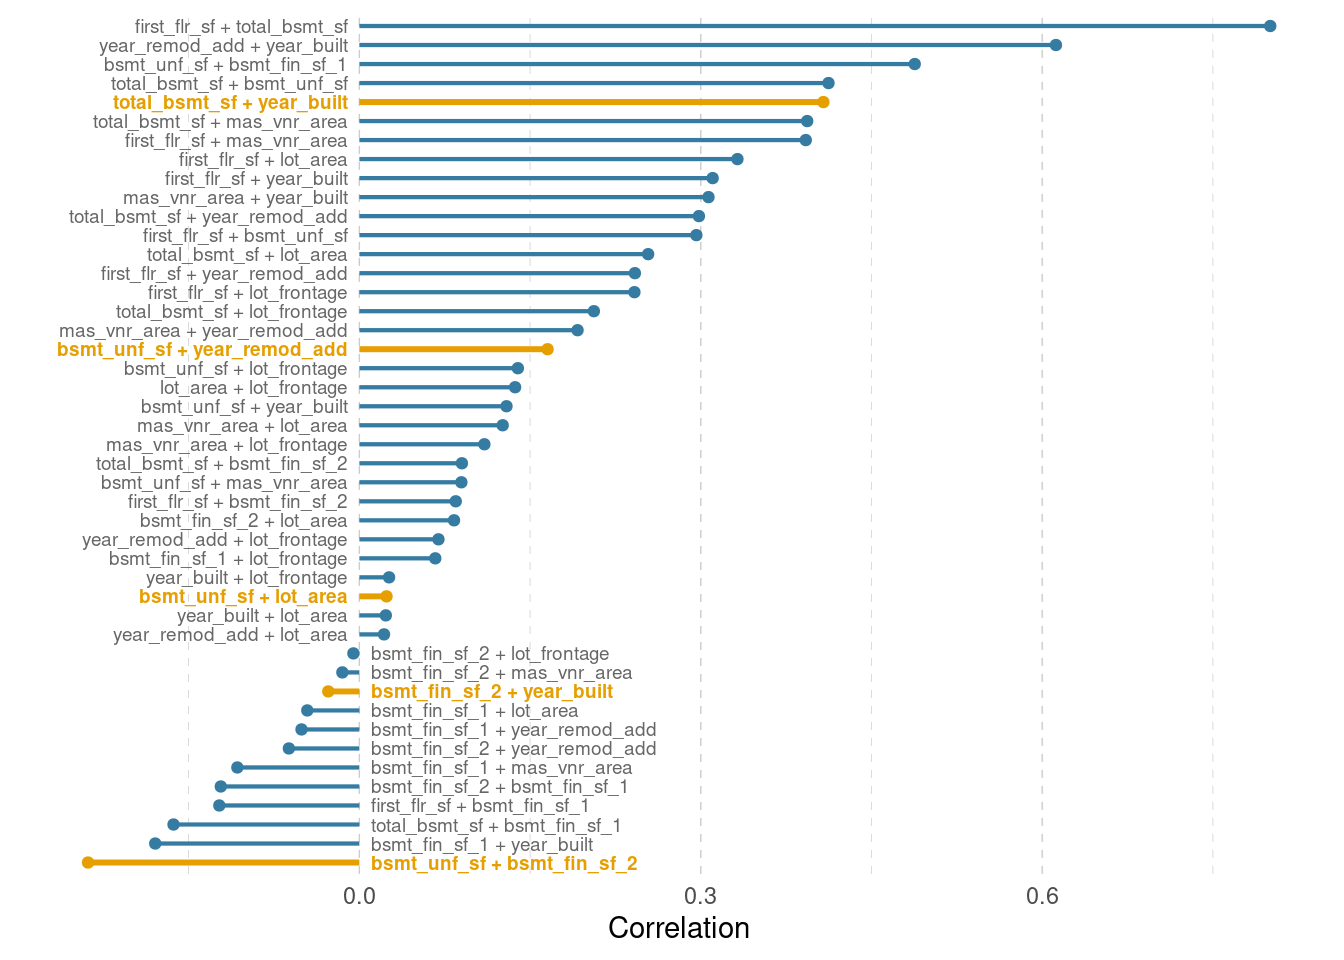 first_flr_sf + total_bsmt_sf
year_remod_add + year_built
bsmt_unf_sf + bsmt_fin_sf_1
total_bsmt_sf + bsmt_unf_sf
total_bsmt_sf + year_built
total_bsmt_sf + mas_vnr_area
first_flr_sf + mas_vnr_area
first_flr_sf + lot_area
first_flr_sf + year_built
mas_vnr_area + year_built
total_bsmt_sf + year_remod_add
first_flr_sf + bsmt_unf_sf
total_bsmt_sf + lot_area
first_flr_sf + year_remod_add
first_flr_sf + lot_frontage
total_bsmt_sf + lot_frontage
mas_vnr_area + year_remod_add
bsmt_unf_sf + year_remod_add
bsmt_unf_sf + lot_frontage
lot_area + lot_frontage
bsmt_unf_sf + year_built
mas_vnr_area + lot_area
mas_vnr_area + lot_frontage
total_bsmt_sf + bsmt_fin_sf_2
bsmt_unf_sf + mas_vnr_area
first_flr_sf + bsmt_fin_sf_2
bsmt_fin_sf_2 + lot_area
year_remod_add + lot_frontage
bsmt_fin_sf_1 + lot_frontage
year_built + lot_frontage
bsmt_unf_sf + lot_area
year_built + lot_area
year_remod_add + lot_area
bsmt_fin_sf_2 + lot_frontage
bsmt_fin_sf_2 + mas_vnr_area
bsmt_fin_sf_2 + year_built
bsmt_fin_sf_1 + lot_area
bsmt_fin_sf_1 + year_remod_add
bsmt_fin_sf_2 + year_remod_add
bsmt_fin_sf_1 + mas_vnr_area
bsmt_fin_sf_2 + bsmt_fin_sf_1
first_flr_sf + bsmt_fin_sf_1
total_bsmt_sf + bsmt_fin_sf_1
bsmt_fin_sf_1 + year_built
bsmt_unf_sf + bsmt_fin_sf_2
0.0 0.3 0.6
Correlation